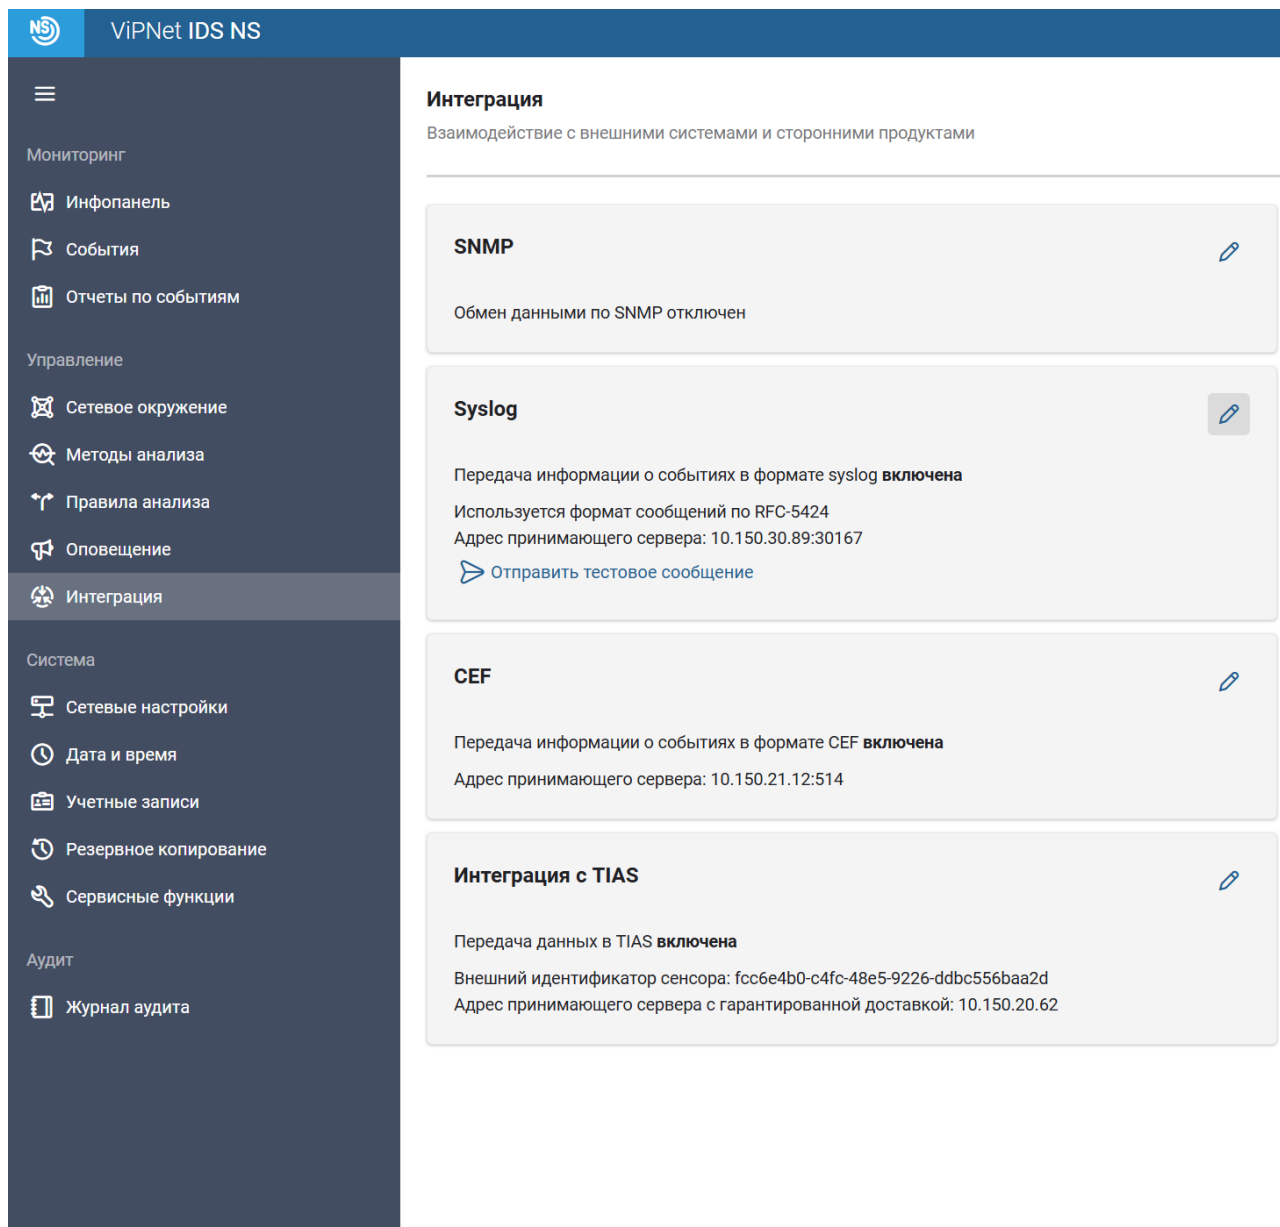 NS
ViPNet IDS NS
Мониторинг
Инфопанель
События
Отчеты по событиям
Управление
Сетевое окружение
Методы анализа
Правила анализа
Оповещение
Интеграция
Система
Сетевые настройки
Дата и время
Учетные записи
Резервное копирование
Сервисные функции
Аудит
Журнал аудита
Интеграция
Взаимодействие с внешними системами и сторонними продуктами
SNMP
Обмен данными по SNMP отключен
Syslog
Передача информации о событиях в формате syslog включена
Используется формат сообщений по RFC-5424
Адрес принимающего сервера: 10.150.30.89:30167
Отправить тестовое сообщение
CEF
Передача информации о событиях в формате CEF включена
Адрес принимающего сервера: 10.150.21.12:514
Интеграция с TIAS
Передача данных в TIAS включена
Внешний идентификатор сенсора: fcc6e4b0-c4fc-48e5-9226-ddbc556baa2d
Адрес принимающего сервера с гарантированной доставкой: 10.150.20.62